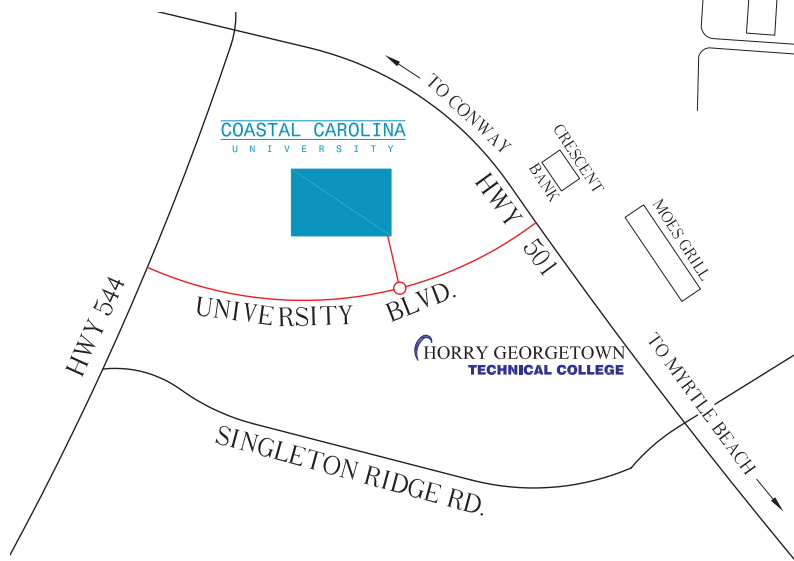 TO CONWAY
COASTAL CAROLINA
UNIVERSITY
CRESCENT
BANK
HWY 501
MOES GRILL
HWY 544
UNIVERSITY BLVD.
HORRY GEORGETOWN
TECHNICAL COLLEGE
TO MYRTLE BEACH
SINGLETON RIDGE RD.